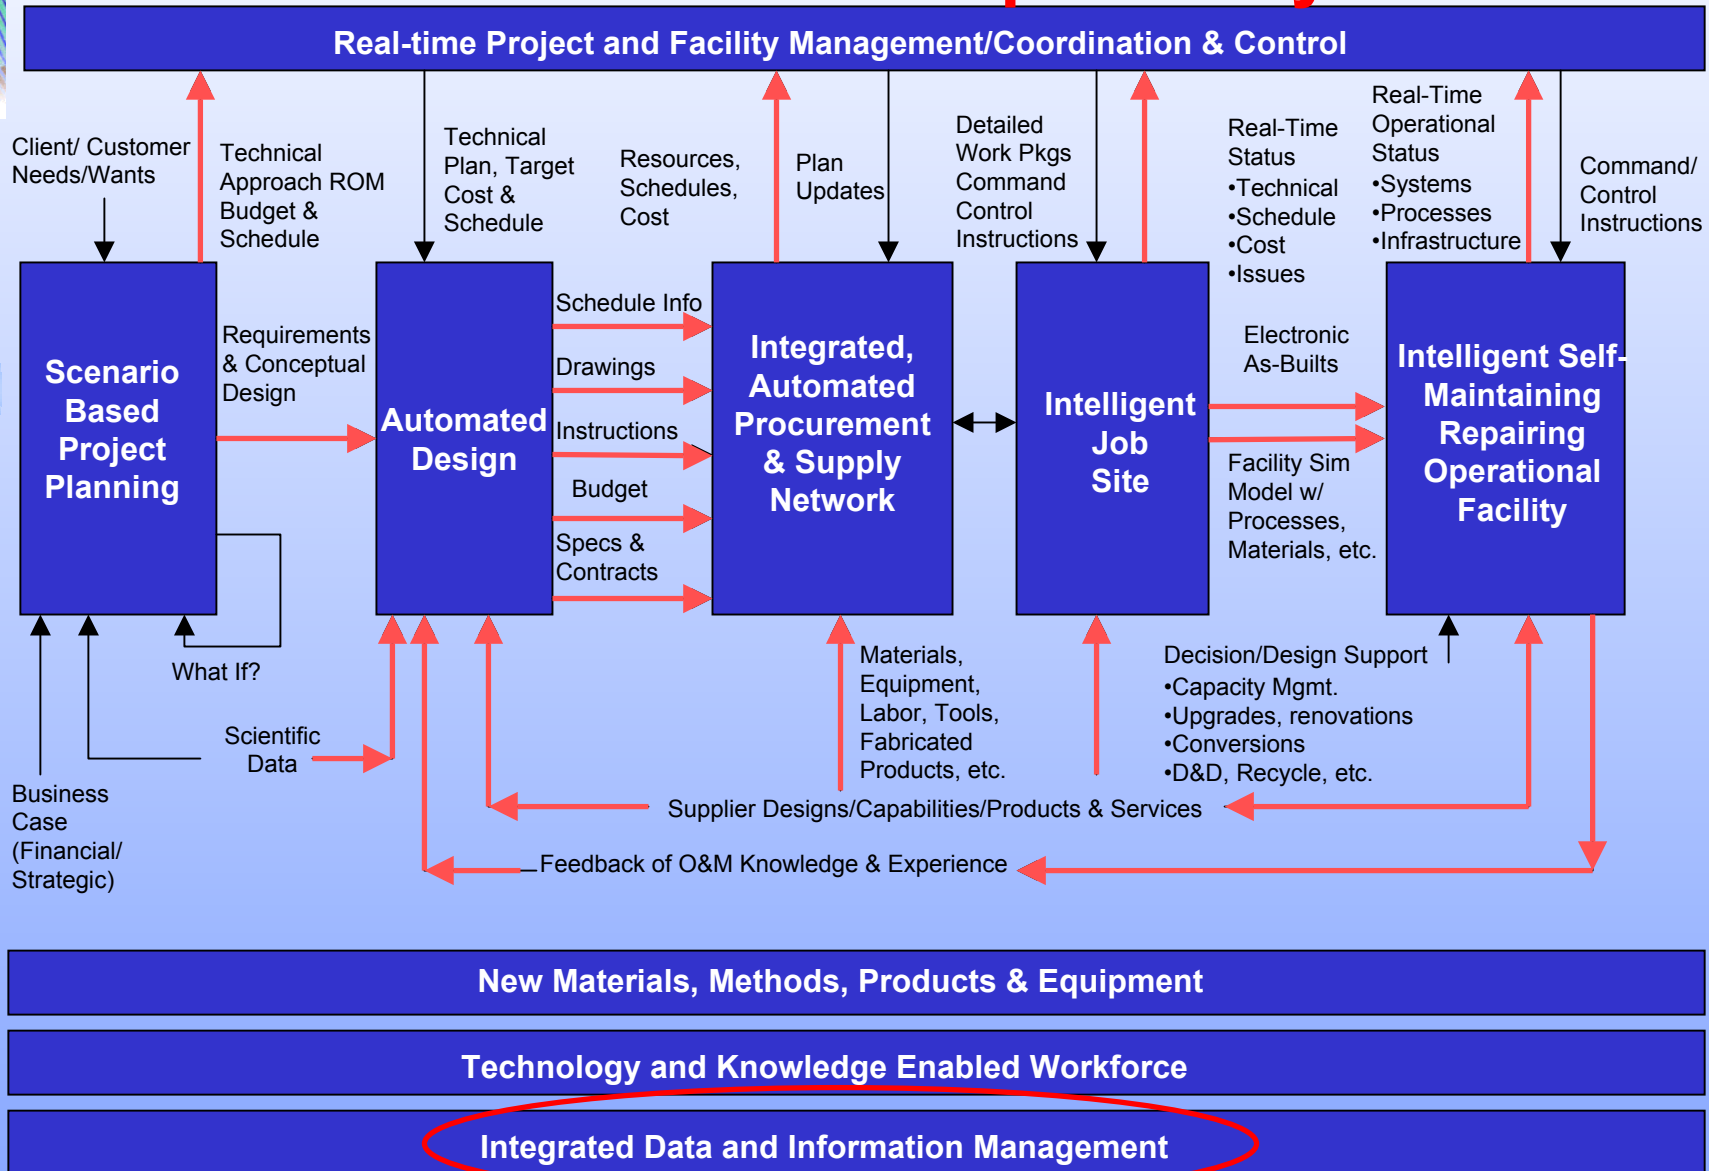 Real-time Project and Facility Management/Coordination & Control
Client/ Customer
Needs/Wants
Technical
Approach ROM
Budget &
Schedule
Technical
Plan, Target
Cost &
Schedule
Resources,
Schedules,
Cost
Plan
Updates
Detailed
Work Pkgs
Command
Control
Instructions
Real-Time
Status
•Technical
•Schedule
•Cost
•Issues
Real-Time
Operational
Status
•Systems
•Processes
•Infrastructure
Command/
Control
Instructions
Scenario
Based
Project
Planning
Requirements
& Conceptual
Design
Automated
Design
Schedule Info
Drawings
Instructions
Budget
Specs &
Contracts
Integrated,
Automated
Procurement
& Supply
Network
Intelligent
Job
Site
Electronic
As-Builts
Facility Sim
Model w/
Processes,
Materials, etc.
Intelligent Self-
Maintaining
Repairing
Operational
Facility
What If?
Scientific
Data
Business
Case
(Financial/
Strategic)
Materials,
Equipment,
Labor, Tools,
Fabricated
Products, etc.
Decision/Design Support
•Capacity Mgmt.
•Upgrades, renovations
•Conversions
•D&D, Recycle, etc.
Supplier Designs/Capabilities/Products & Services
Feedback of O&M Knowledge & Experience
New Materials, Methods, Products & Equipment
Technology and Knowledge Enabled Workforce
Integrated Data and Information Management